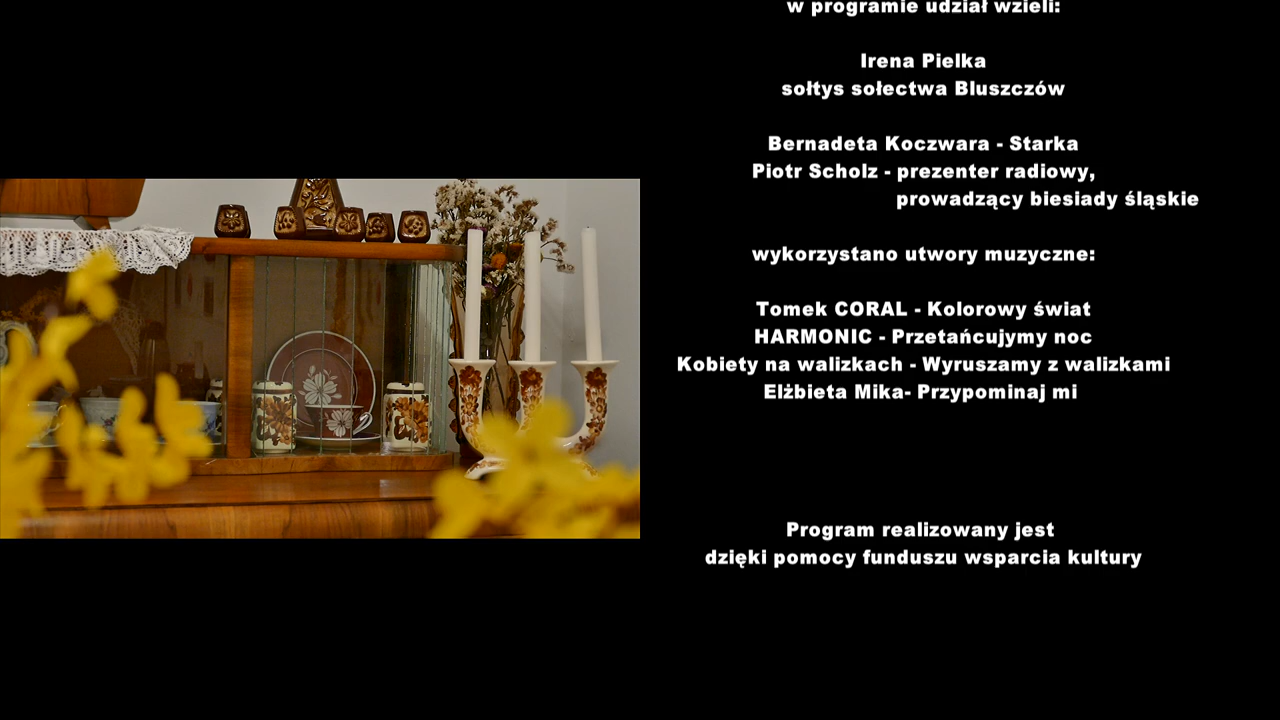 w programie udział wzieli:
Irena Pielka
sołtys sołectwa Bluszczów
Bernadeta Koczwara - Starka
Piotr Scholz - prezenter radiowy,
prowadzący biesiady śląskie
wykorzystano utwory muzyczne:
Tomek CORAL - Kolorowy świat
HARMONIC - Przetańcujymy noc
Kobiety na walizkach - Wyruszamy z walizkami
Elżbieta Mika- Przypominaj mi
Program realizowany jest
dzięki pomocy funduszu wsparcia kultury